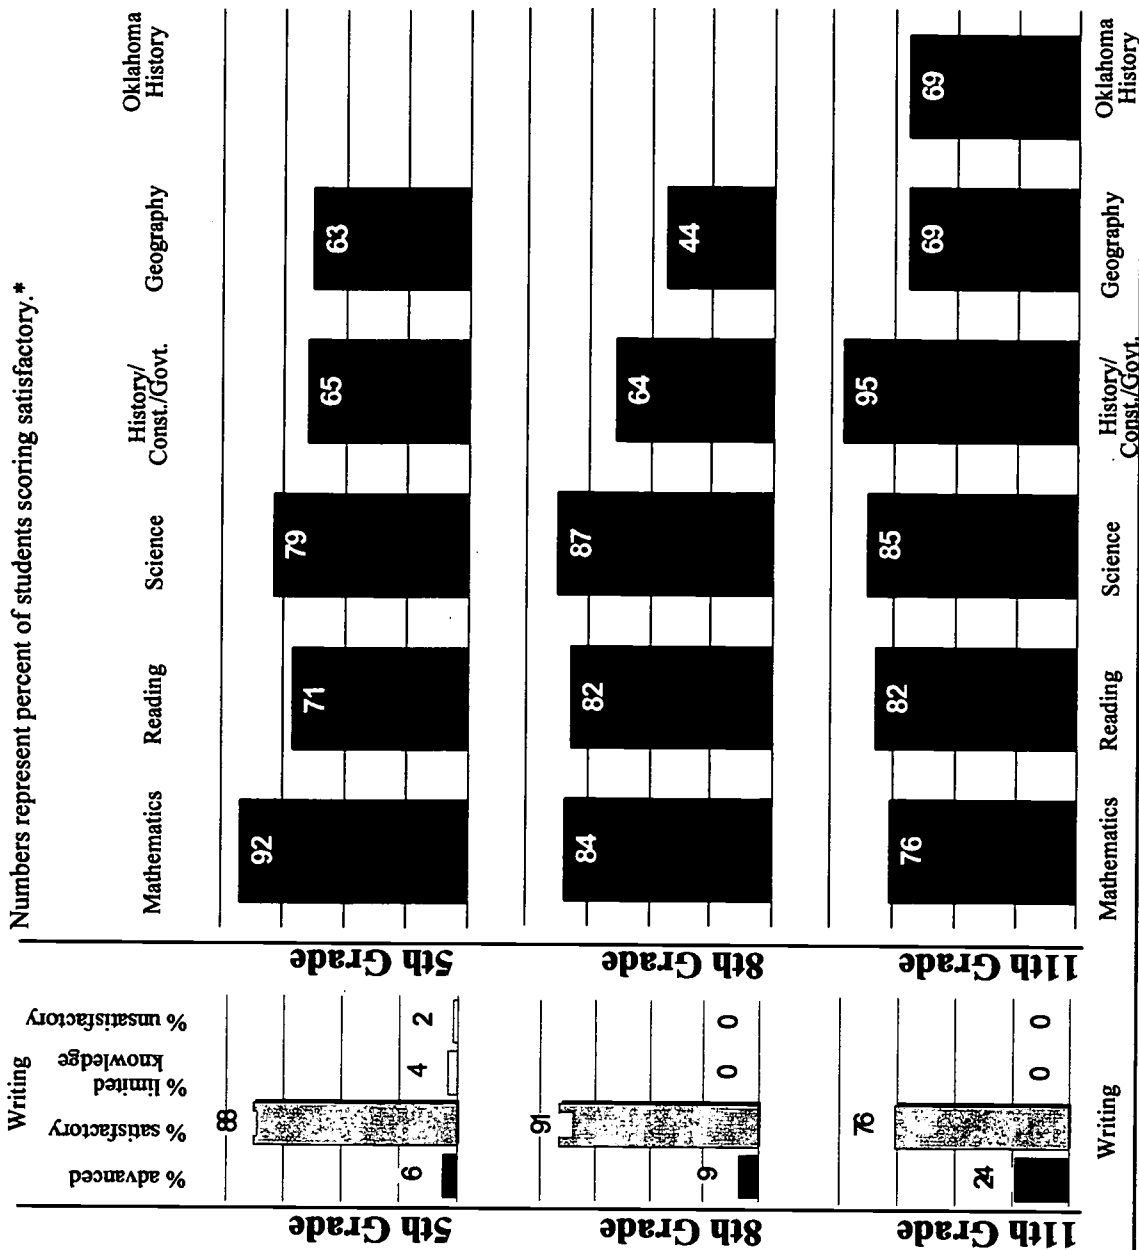 Numbers represent percent of students scoring satisfactory.*
Writing
Mathematics
Reading
Science
History/
Const./Govt.
Geography
Oklahoma
History
% advanced
% satisfactory
% limited
knowledge
% unsatisfactory
5th Grade
6
88
4
2
5th Grade
92
71
79
65
63
8th Grade
9
91
0
0
8th Grade
84
82
87
64
44
11th Grade
24
76
0
0
11th Grade
76
82
85
95
69
69
Writing
Mathematics
Reading
Science
History/
Const./Govt.
Geography
Oklahoma
History